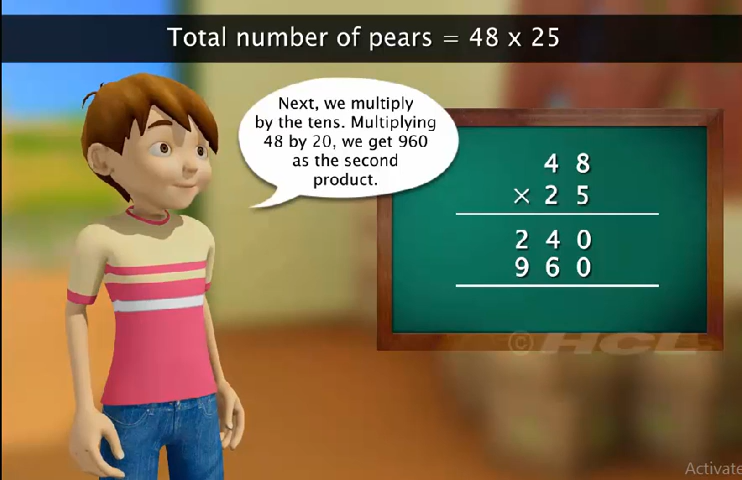 Total number of pears = 48 x 25
Next, we multiply
by the tens. Multiplying
48 by 20, we get 960
as the second
product.
4 8
× 2 5
2 4 0
9 6 0
© HCL
Activate